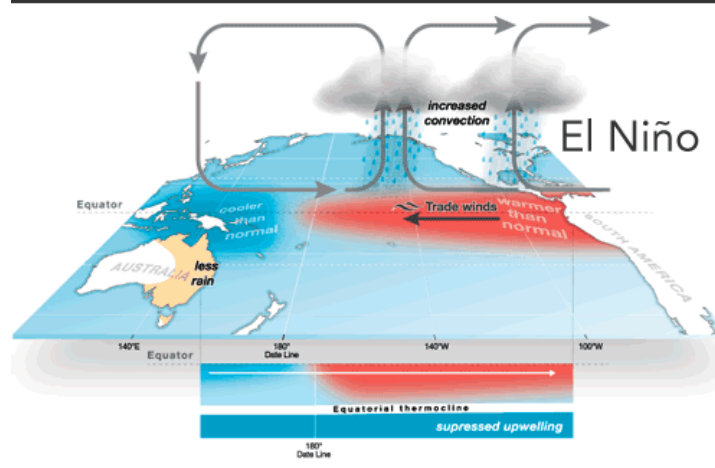 increased
convection
El Niño
Equator
cooler
than
normal
Trade winds
warmer
than
normal
AUSTRALIA
less
rain
SOUTH AMERICA
140°E
180°
Date Line
140°W
100°W
Equator
Equatorial thermocline
supressed upwelling
180°
Date Line